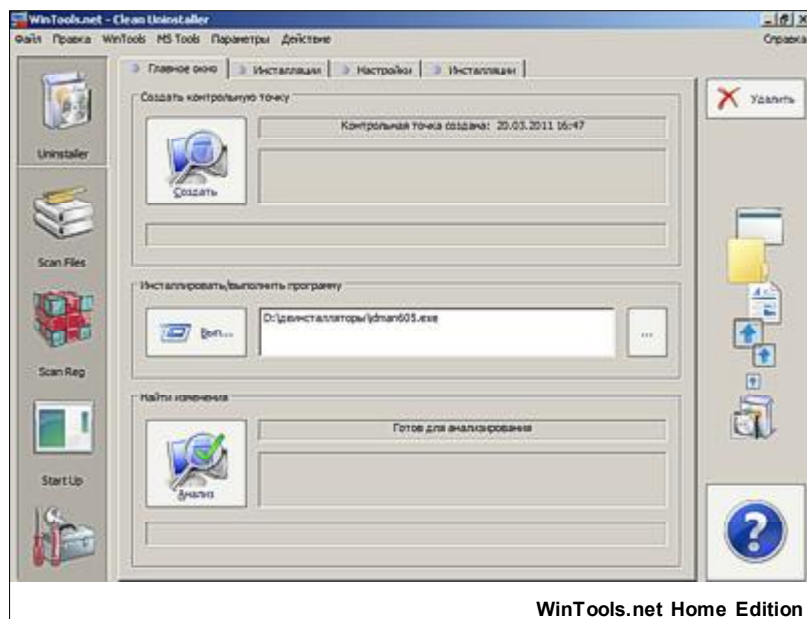 WinTools.net - Clean Uninstaller
Файл Правка WinTools MS Tools Параметры Действие Справка
Главное окно Инсталляции Настройки Инсталляции
Удалить
Создать контрольную точку
Контрольная точка создана: 20.03.2011 16:47
Создать
Uninstaller
Scan Files
Инсталлировать/выполнить программу
D:\деинсталляторы\idman605.exe
...
Scan Reg
Найти изменения
Готов для анализирования
Анализ
Start Up
WinTools.net Home Edition